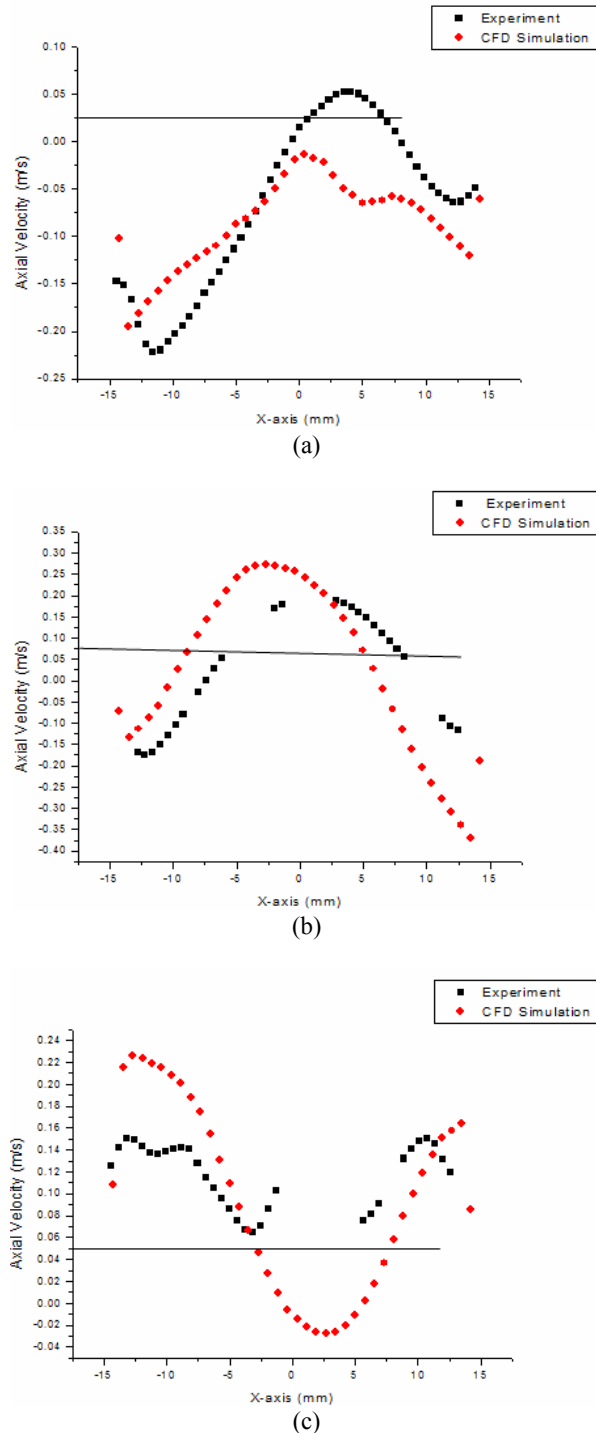 Experiment
CFD Simulation
0.10
0.05
0.00
-0.05
-0.10
-0.15
-0.20
-0.25
Axial Velocity (m/s)
-15 -10 -5 0 5 10 15
X-axis (mm)
(a)
Experiment
CFD Simulation
0.35
0.30
0.25
0.20
0.15
0.10
0.05
0.00
-0.05
-0.10
-0.15
-0.20
-0.25
-0.30
-0.35
-0.40
Axial Velocity (m/s)
-15 -10 -5 0 5 10 15
X-axis (mm)
(b)
Experiment
CFD Simulation
0.24
0.22
0.20
0.18
0.16
0.14
0.12
0.10
0.08
0.06
0.04
0.02
0.00
-0.02
-0.04
Axial Velocity (m/s)
-15 -10 -5 0 5 10 15
X-axis (mm)
(c)